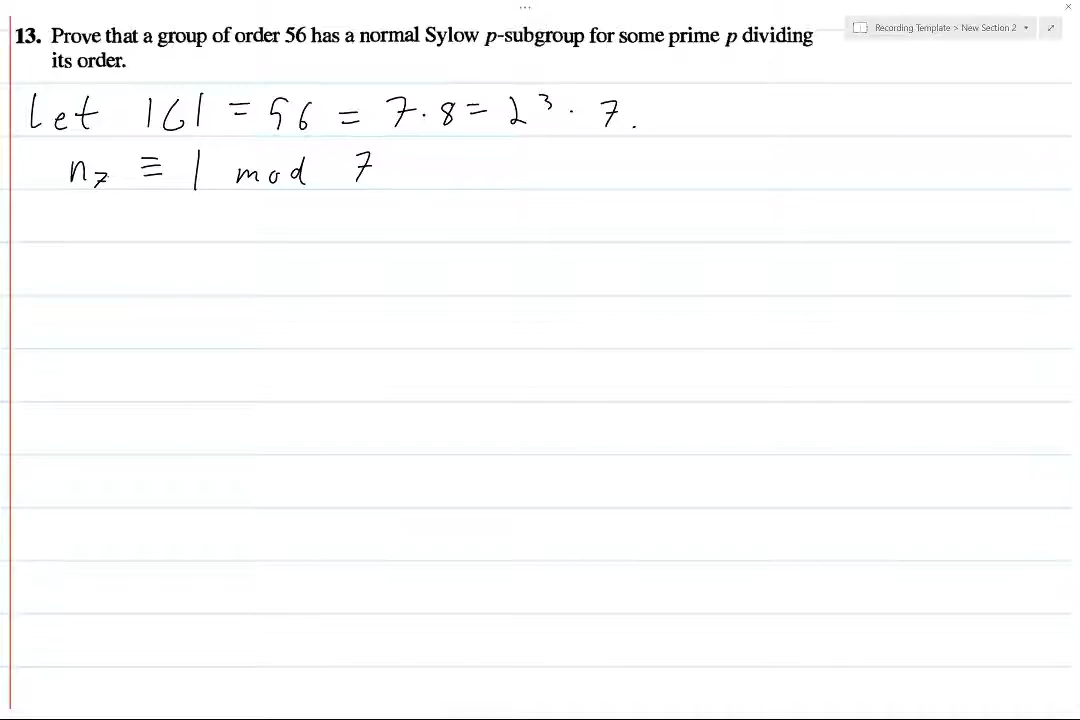 13. Prove that a group of order 56 has a normal Sylow p-subgroup for some prime p dividing
its order.
Recording Template > New Section 2
Let |G| = 56 = 7·8 = 2³·7.
n₇ ≡ 1 mod 7